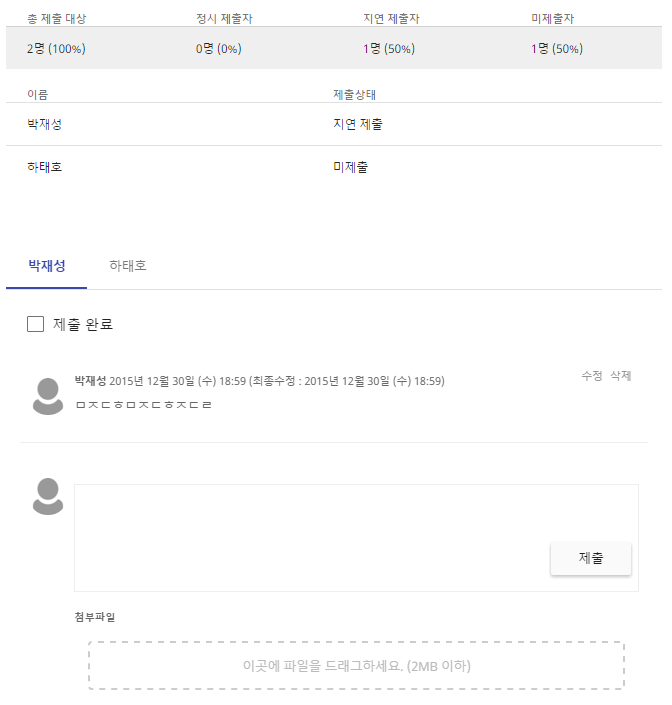 총 제출 대상 정시 제출자 지연 제출자 미제출자
2명 (100%) 0명 (0%) 1명 (50%) 1명 (50%)
이름 제출상태
박재성 지연 제출
하태호 미제출
박재성 하태호
제출 완료
박재성 2015년 12월 30일 (수) 18:59 (최종수정 : 2015년 12월 30일 (수) 18:59) 수정 삭제
ㅁㅈㄷㅎㅁㅈㄷㅎㅈㄷㄹ
제출
첨부파일
이곳에 파일을 드래그하세요. (2MB 이하)